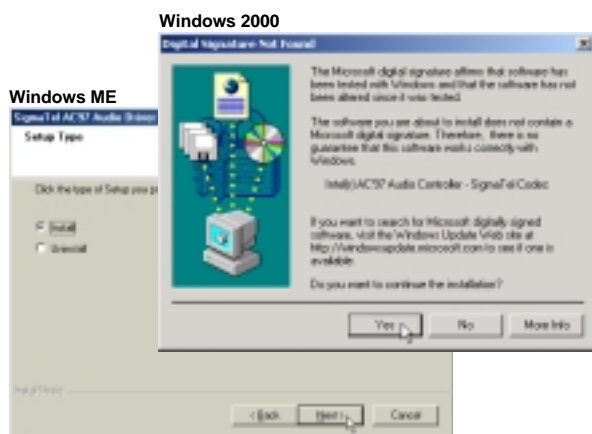 Windows 2000
Digital Signature Not Found
The Microsoft digital signature affirms that software has
been tested with Windows and that the software has not
been altered since it was tested.
The software you are about to install does not contain a
Microsoft digital signature. Therefore, there is no
guarantee that this software works correctly with
Windows.
Intel(r) AC'97 Audio Controller - SigmaTel Codec
If you want to search for Microsoft digitally signed
software, visit the Windows Update Web site at
http://windowsupdate.microsoft.com to see if one is
available.
Do you want to continue the installation?
Yes
No
More Info
Windows ME
SigmaTel AC97 Audio Driver
Setup Type
Click the type of Setup you
Install
Uninstall
InstallShield
< Back
Next >
Cancel